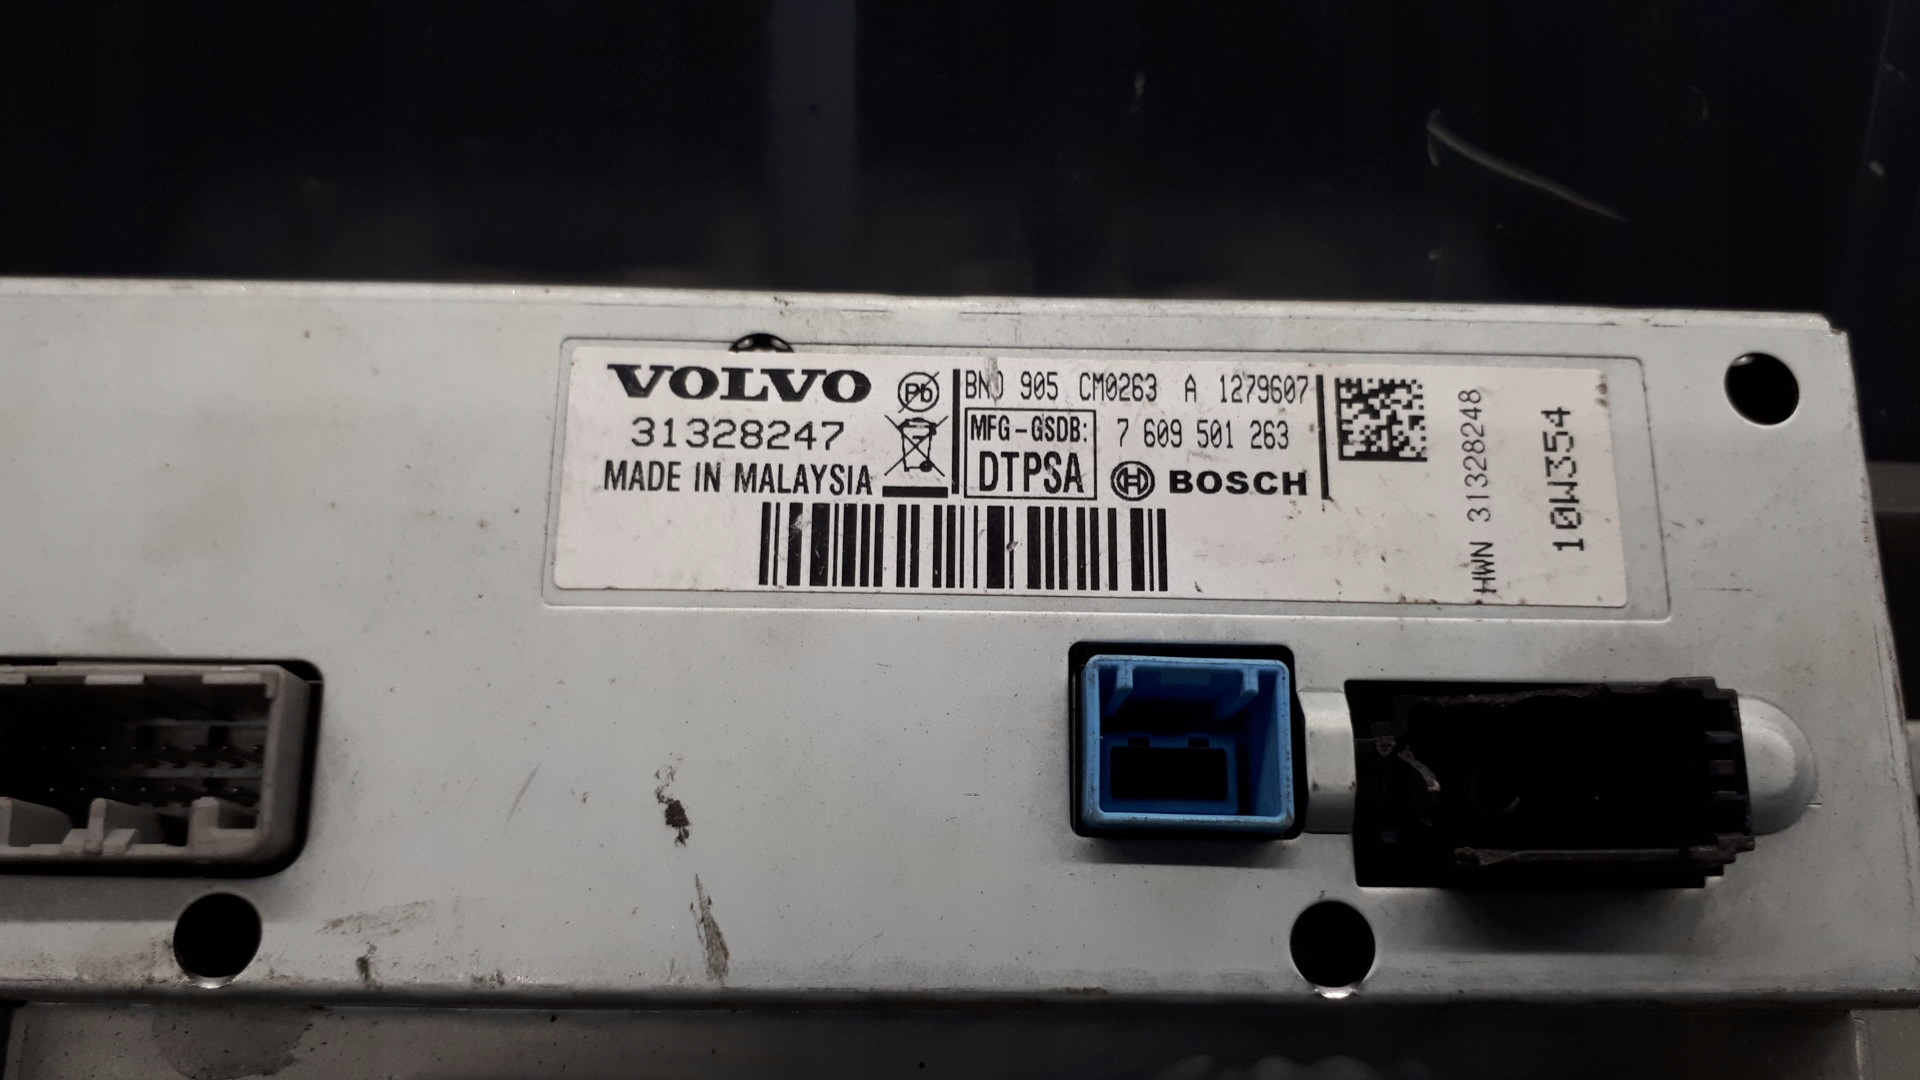 VOLVO
31328247
MADE IN MALAYSIA
Pb
905 CM0263 A 1279607
MFG-GSDB:
DTPSA
7 609 501 263
BOSCH
HWN 31328248
10W354